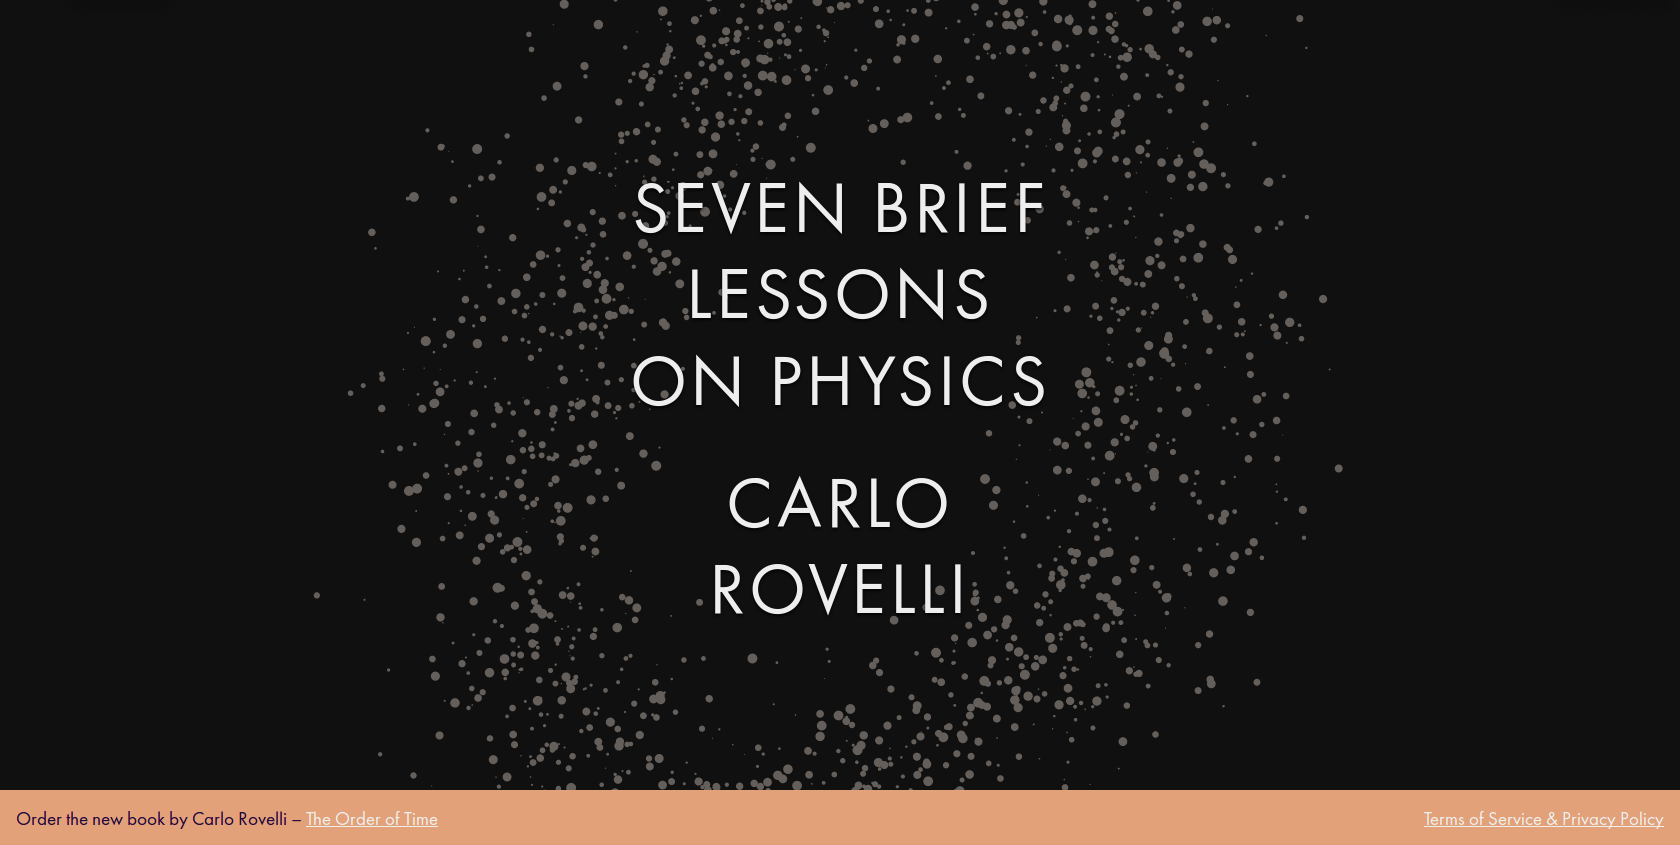 SEVEN BRIEF
LESSONS
ON PHYSICS
CARLO
ROVELLI
Order the new book by Carlo Rovelli – The Order of Time
Terms of Service & Privacy Policy